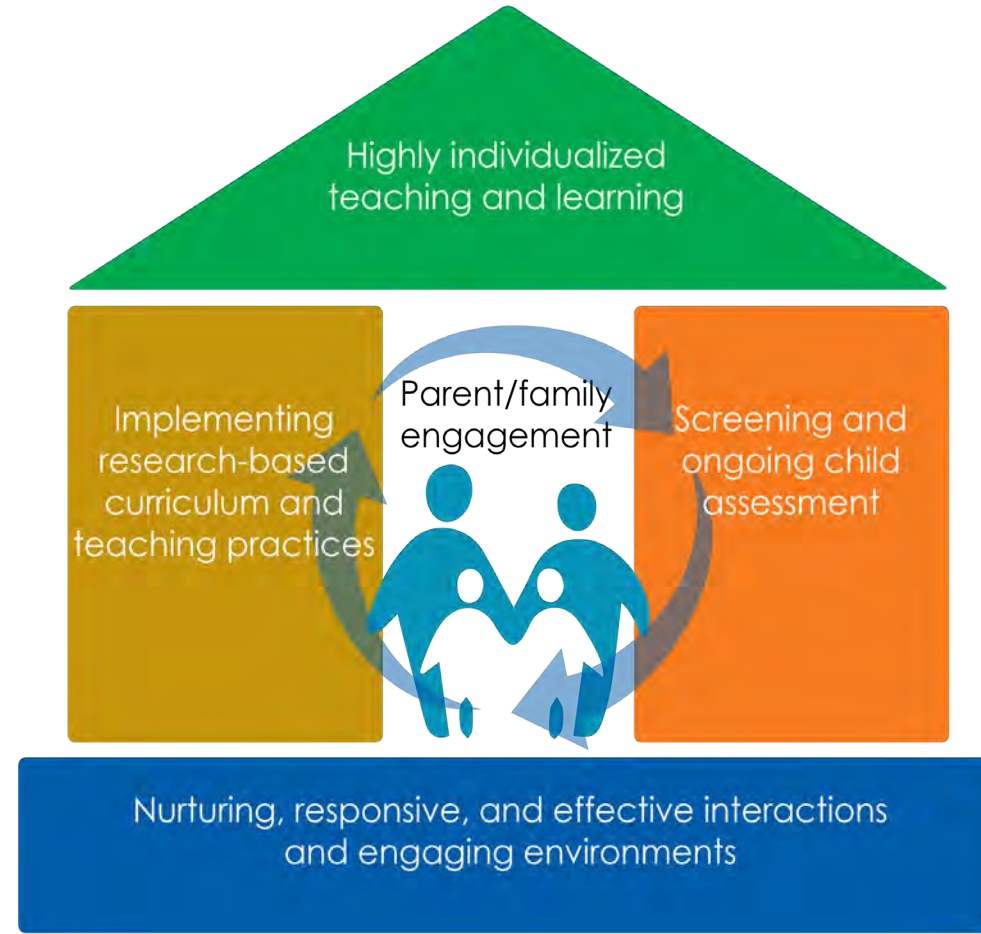 Highly individualized
teaching and learning
Parent/family
engagement
Implementing
research-based
curriculum and
teaching practices
Screening and
ongoing child
assessment
Nurturing, responsive, and effective interactions
and engaging environments